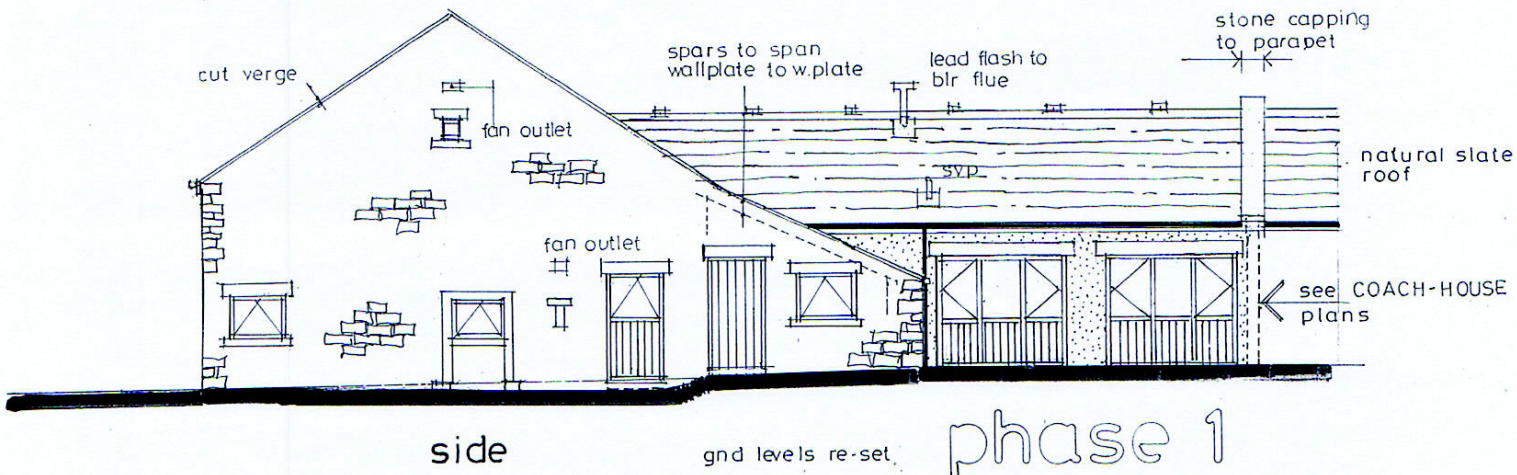 stone capping
to parapet
spars to span
wallplate to w.plate
lead flash to
blr flue
cut verge
fan outlet
natural slate
roof
svp
fan outlet
see COACH-HOUSE
plans
side
gnd levels re-set
phase 1